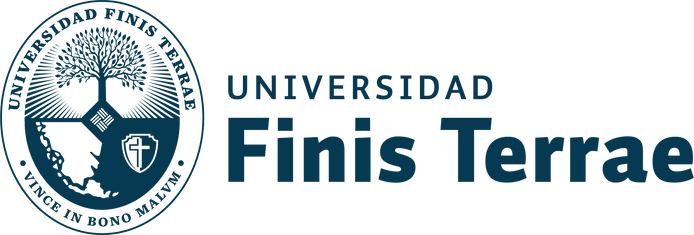 UNIVERSIDAD FINIS TERRAE
VINCE IN BONO MALVM
UNIVERSIDAD
Finis Terrae